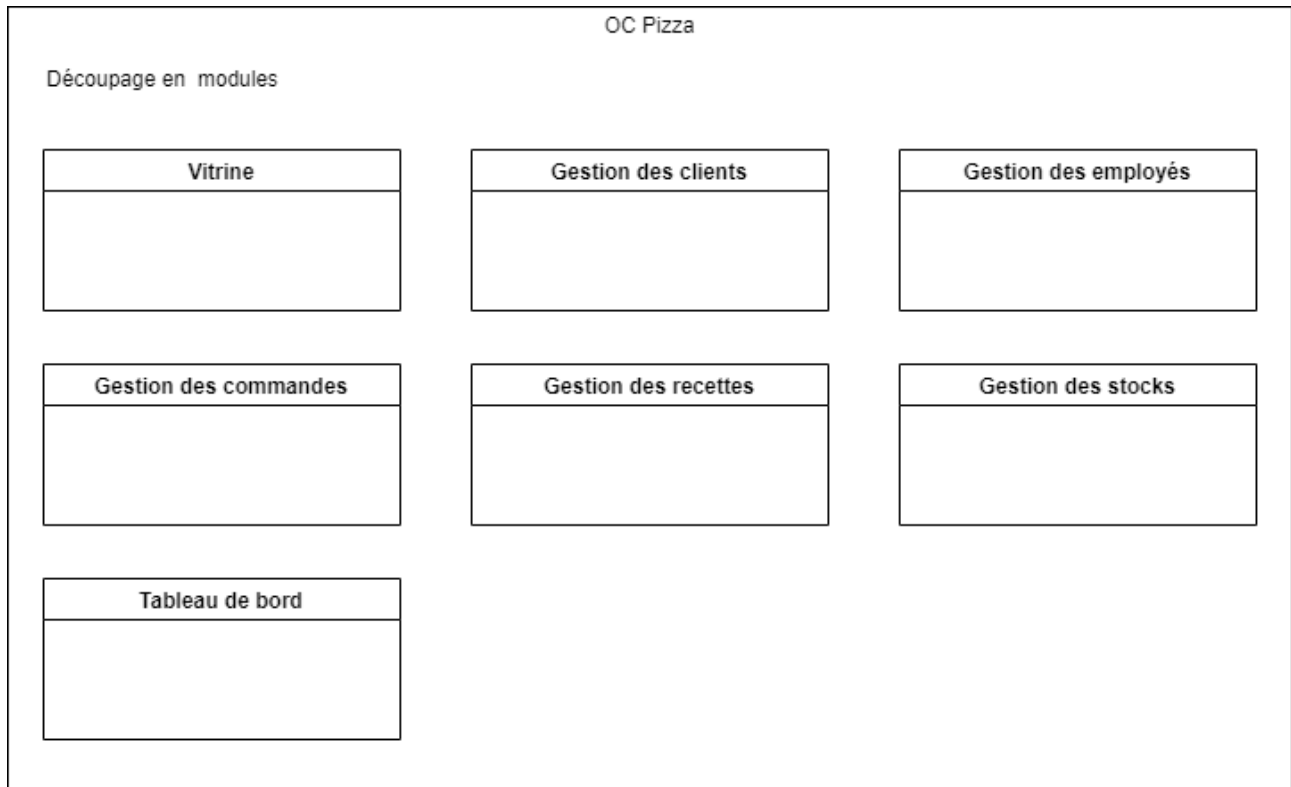 OC Pizza
Découpage en modules
Vitrine
Gestion des clients
Gestion des employés
Gestion des commandes
Gestion des recettes
Gestion des stocks
Tableau de bord